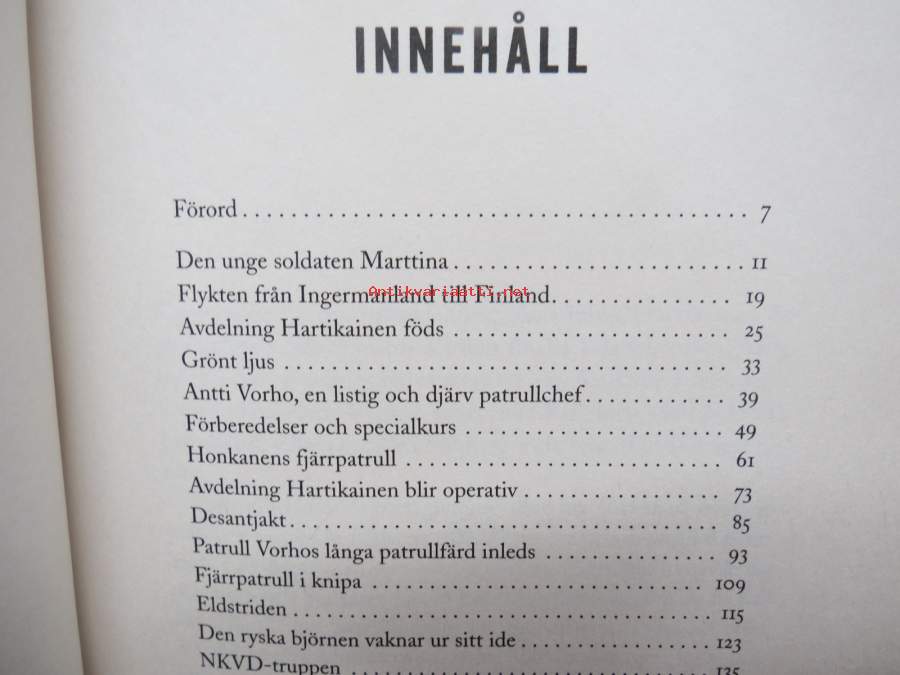 INNEHÅLL
Förord . . . . . . . . . . . . . . . . . . . . . . . . . . . . . . . . . . . . . . . . . . 7
Den unge soldaten Marttina . . . . . . . . . . . . . . . . . . . . . . . . 11
Flykten från Ingermanland till Finland. . . . . . . . . . . . . . . 19
Antikvariaatti.net
Avdelning Hartikainen föds . . . . . . . . . . . . . . . . . . . . . . . 25
Grönt ljus . . . . . . . . . . . . . . . . . . . . . . . . . . . . . . . . . . . . . 33
Antti Vorho, en listig och djärv patrullchef . . . . . . . . . . . . 39
Förberedelser och specialkurs . . . . . . . . . . . . . . . . . . . . . . 49
Honkanens fjärrpatrull . . . . . . . . . . . . . . . . . . . . . . . . . . . 61
Avdelning Hartikainen blir operativ . . . . . . . . . . . . . . . . . 73
Desantjakt . . . . . . . . . . . . . . . . . . . . . . . . . . . . . . . . . . . . 85
Patrull Vorhos långa patrullfärd inleds . . . . . . . . . . . . . . . 93
Fjärrpatrull i knipa . . . . . . . . . . . . . . . . . . . . . . . . . . . . 109
Eldstriden . . . . . . . . . . . . . . . . . . . . . . . . . . . . . . . . . . . 115
Den ryska björnen vaknar ur sitt ide . . . . . . . . . . . . . . . . 123
NKVD-truppen . . . . . . . . . . . . . . . . . . . . . . . . . . . . . . . 135